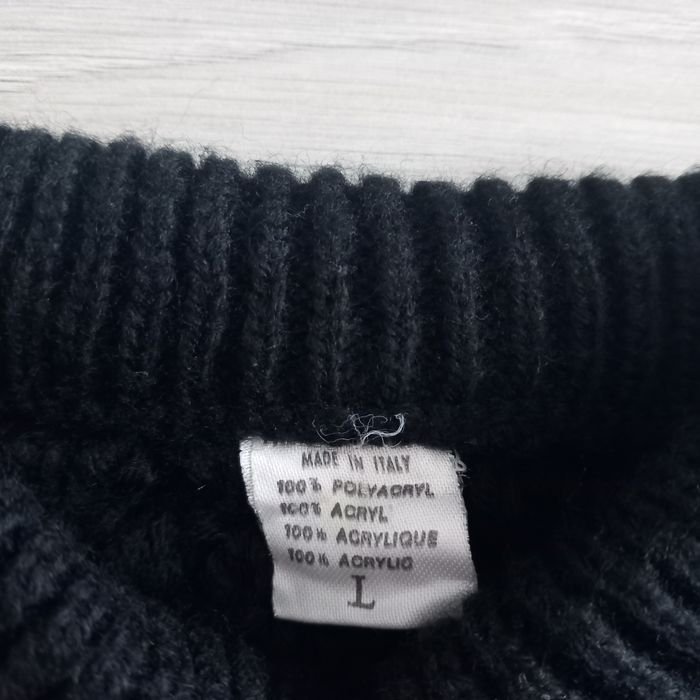 MADE IN ITALY
100% POLYACRYL
100% ACRYL
100% ACRYLIQUE
100% ACRYLIC
L